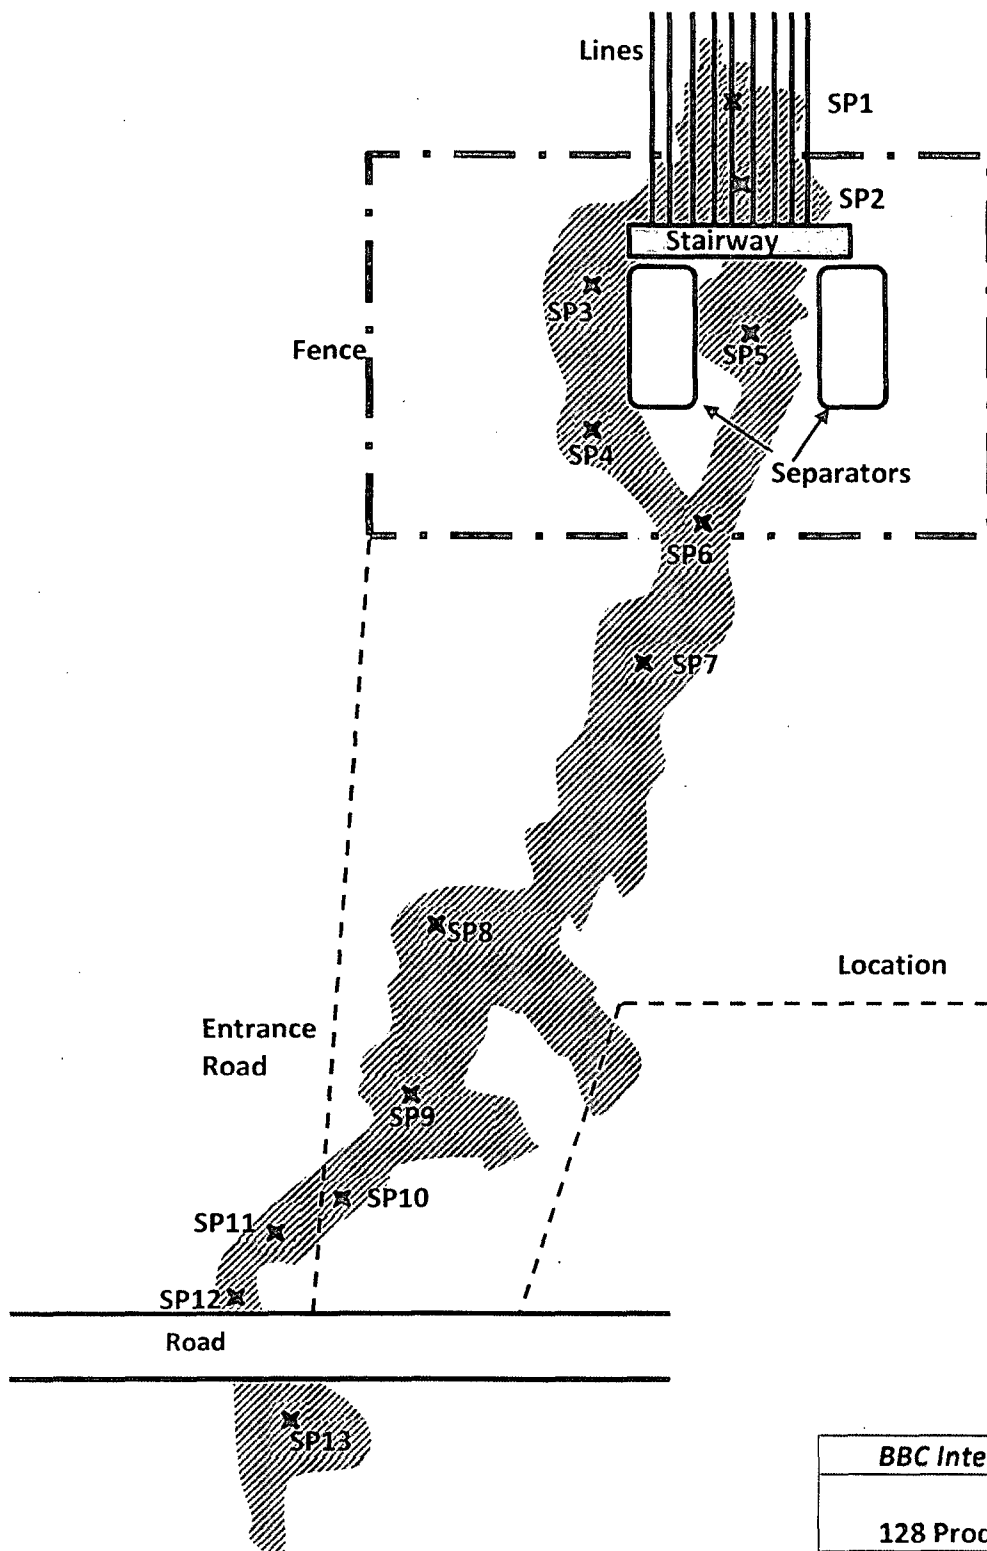 Lines
SP1
SP2
Stairway
SP3
SP5
Fence
SP4
Separators
SP6
SP7
SP8
Location
Entrance
Road
SP9
SP10
SP11
SP12
Road
SP13
BBC Inte
128 Prod